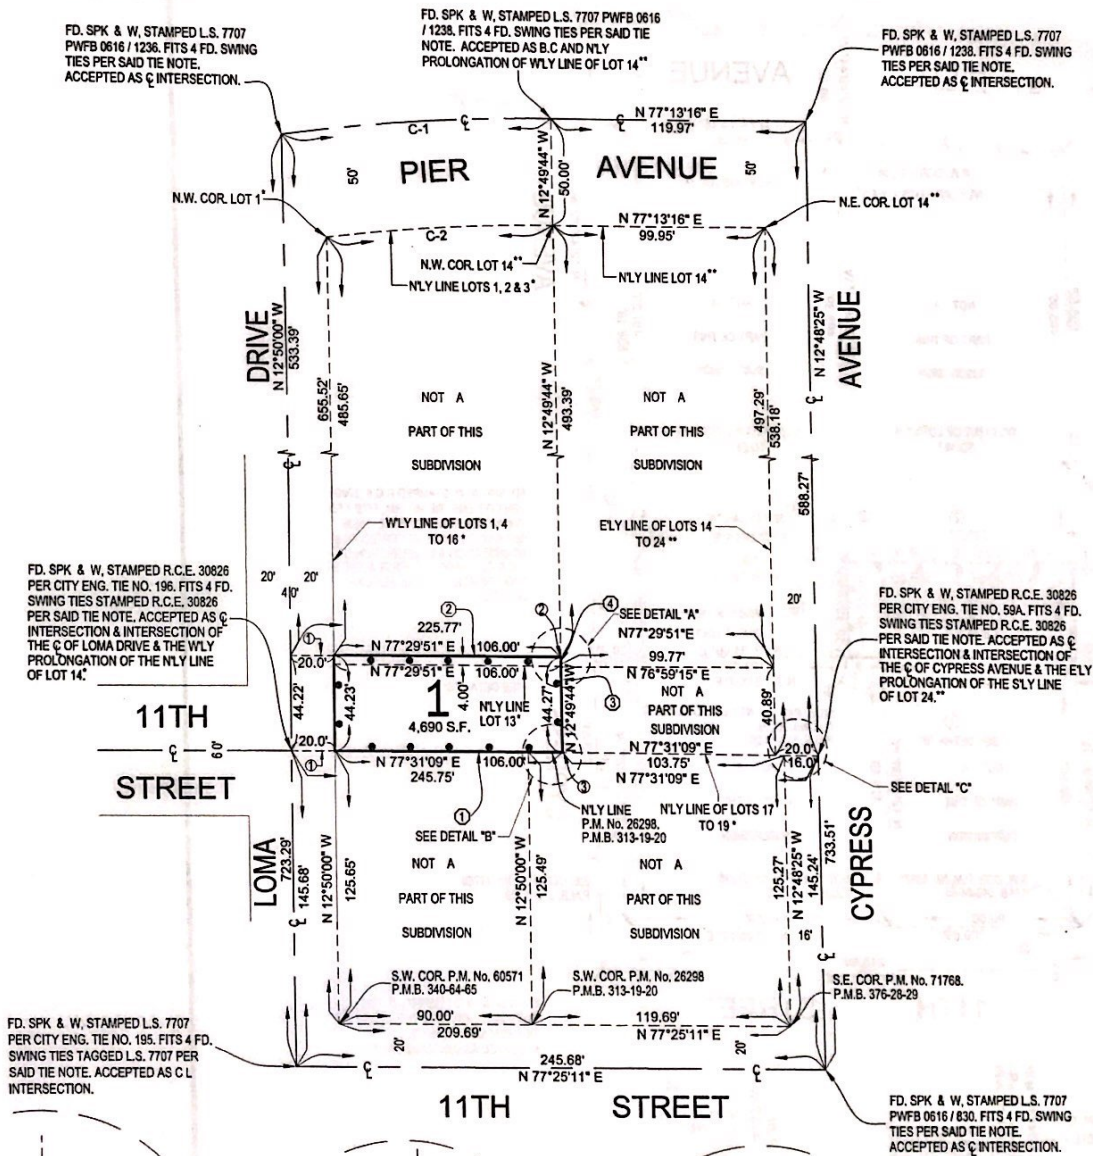 FD. SPK & W, STAMPED L.S. 7707
PWFB 0616 / 1236. FITS 4 FD. SWING
TIES PER SAID TIE NOTE.
ACCEPTED AS ℄ INTERSECTION.
FD. SPK & W, STAMPED L.S. 7707 PWFB 0616
/ 1238. FITS 4 FD. SWING TIES PER SAID TIE
NOTE. ACCEPTED AS B.C AND N'LY
PROLONGATION OF W'LY LINE OF LOT 14**
FD. SPK & W, STAMPED L.S. 7707
PWFB 0616 / 1238. FITS 4 FD. SWING
TIES PER SAID TIE NOTE.
ACCEPTED AS ℄ INTERSECTION.
C-1
℄
N 77°13'16" E
℄
119.97'
50'
PIER
N 12°49'44" W
50.00'
AVENUE
50'
N.W. COR. LOT 1*
N 77°13'16" E
99.95'
N.E. COR. LOT 14**
C-2
N.W. COR. LOT 14**
N'LY LINE LOTS 1, 2 & 3*
N'LY LINE LOT 14**
DRIVE
N 12°50'00" W
533.39'
655.52'
485.65'
NOT A
PART OF THIS
SUBDIVISION
N 12°49'44" W
493.39'
NOT A
PART OF THIS
SUBDIVISION
497.29'
538.18'
N 12°48'25" W
AVENUE
℄
588.27'
℄
W'LY LINE OF LOTS 1, 4
TO 16 *
E'LY LINE OF LOTS 14
TO 24 **
FD. SPK & W, STAMPED R.C.E. 30826
PER CITY ENG. TIE NO. 196. FITS 4 FD.
SWING TIES STAMPED R.C.E. 30826
PER SAID TIE NOTE, ACCEPTED AS ℄
INTERSECTION & INTERSECTION OF
THE ℄ OF LOMA DRIVE & THE W'LY
PROLONGATION OF THE N'LY LINE
OF LOT 14.*
20'
20'
40'
20'
FD. SPK & W, STAMPED R.C.E. 30826
PER CITY ENG. TIE NO. 59A. FITS 4 FD.
SWING TIES STAMPED R.C.E. 30826
PER SAID TIE NOTE. ACCEPTED AS ℄
INTERSECTION & INTERSECTION OF
THE ℄ OF CYPRESS AVENUE & THE E'LY
PROLONGATION OF THE S'LY LINE
OF LOT 24.**
①
②
225.77'
②
④
SEE DETAIL "A"
N 77°29'51" E
106.00'
N77°29'51"E
20.0'
N 77°29'51" E
106.00'
99.77'
N 76°59'15" E
44.22'
44.23'
1
4,690 S.F.
4.00'
N'LY LINE
LOT 13*
44.27'
N 12°49'44"W
③
NOT A
PART OF THIS
SUBDIVISION
40.89'
11TH
℄
60'
STREET
20.0'
①
N 77°31'09" E
106.00'
245.75'
①
③
N 77°31'09" E
103.75'
N 77°31'09" E
20.0'
16.0'
SEE DETAIL "B"
N'LY LINE
P.M. No. 26298.
P.M.B. 313-19-20
N'LY LINE OF LOTS 17
TO 19 *
SEE DETAIL "C"
LOMA
723.29'
145.68'
N 12°50'00" W
125.65'
NOT A
PART OF THIS
SUBDIVISION
N 12°50'00" W
125.49'
NOT A
PART OF THIS
SUBDIVISION
125.27'
N 12°48'25" W
145.24'
733.51'
CYPRESS
℄
16'
℄
S.W. COR. P.M. No. 60571
P.M.B. 340-64-65
S.W. COR. P.M. No, 26298
P.M.B. 313-19-20
S.E. COR. P.M. No. 71768.
P.M.B. 376-28-29
90.00'
119.69'
209.69'
N 77°25'11" E
20'
20'
FD. SPK & W, STAMPED L.S. 7707
PER CITY ENG. TIE NO. 195. FITS 4 FD.
SWING TIES TAGGED L.S. 7707 PER
SAID TIE NOTE. ACCEPTED AS C L
INTERSECTION.
245.68'
℄
N 77°25'11" E
℄
11TH
STREET
FD. SPK & W, STAMPED L.S. 7707
PWFB 0616 / 830. FITS 4 FD. SWING
TIES PER SAID TIE NOTE.
ACCEPTED AS ℄ INTERSECTION.